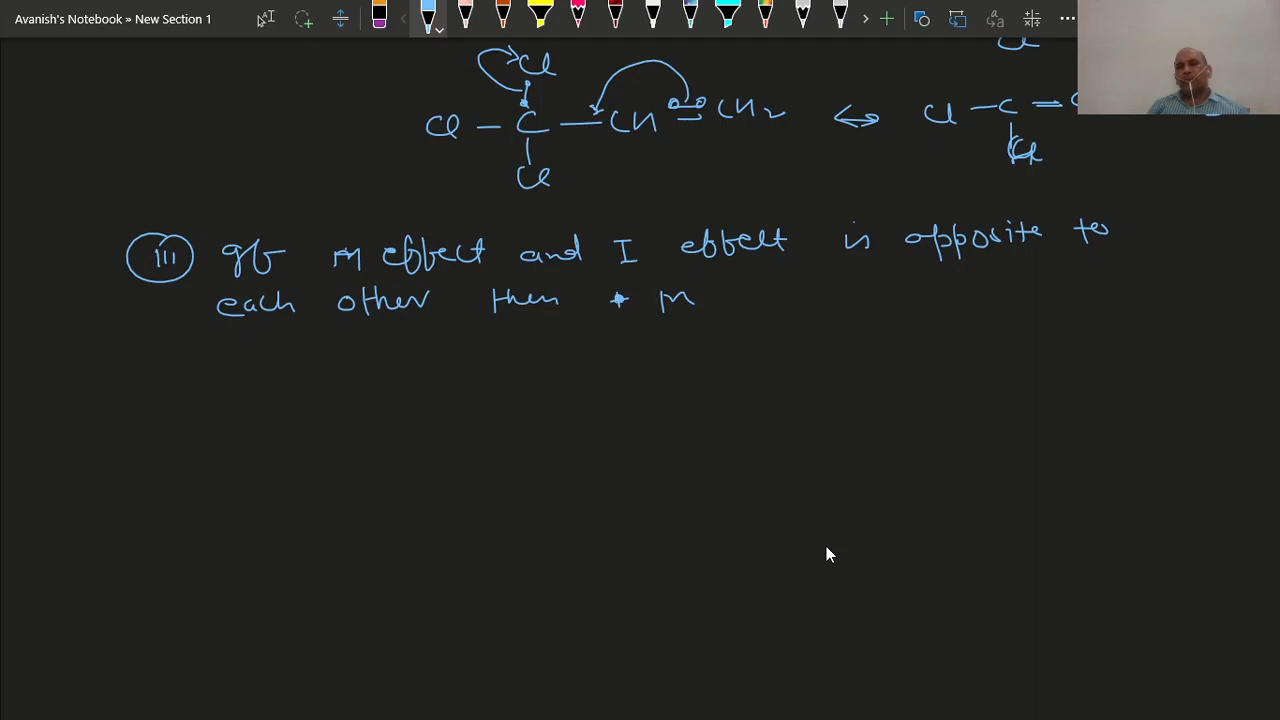 Avanish's Notebook » New Section 1
Cl
Cl
Cl — C — CH = CH2 ↔ Cl — C =
Cl
Cl
(iii) If M effect and I effect is opposite to
each other then M